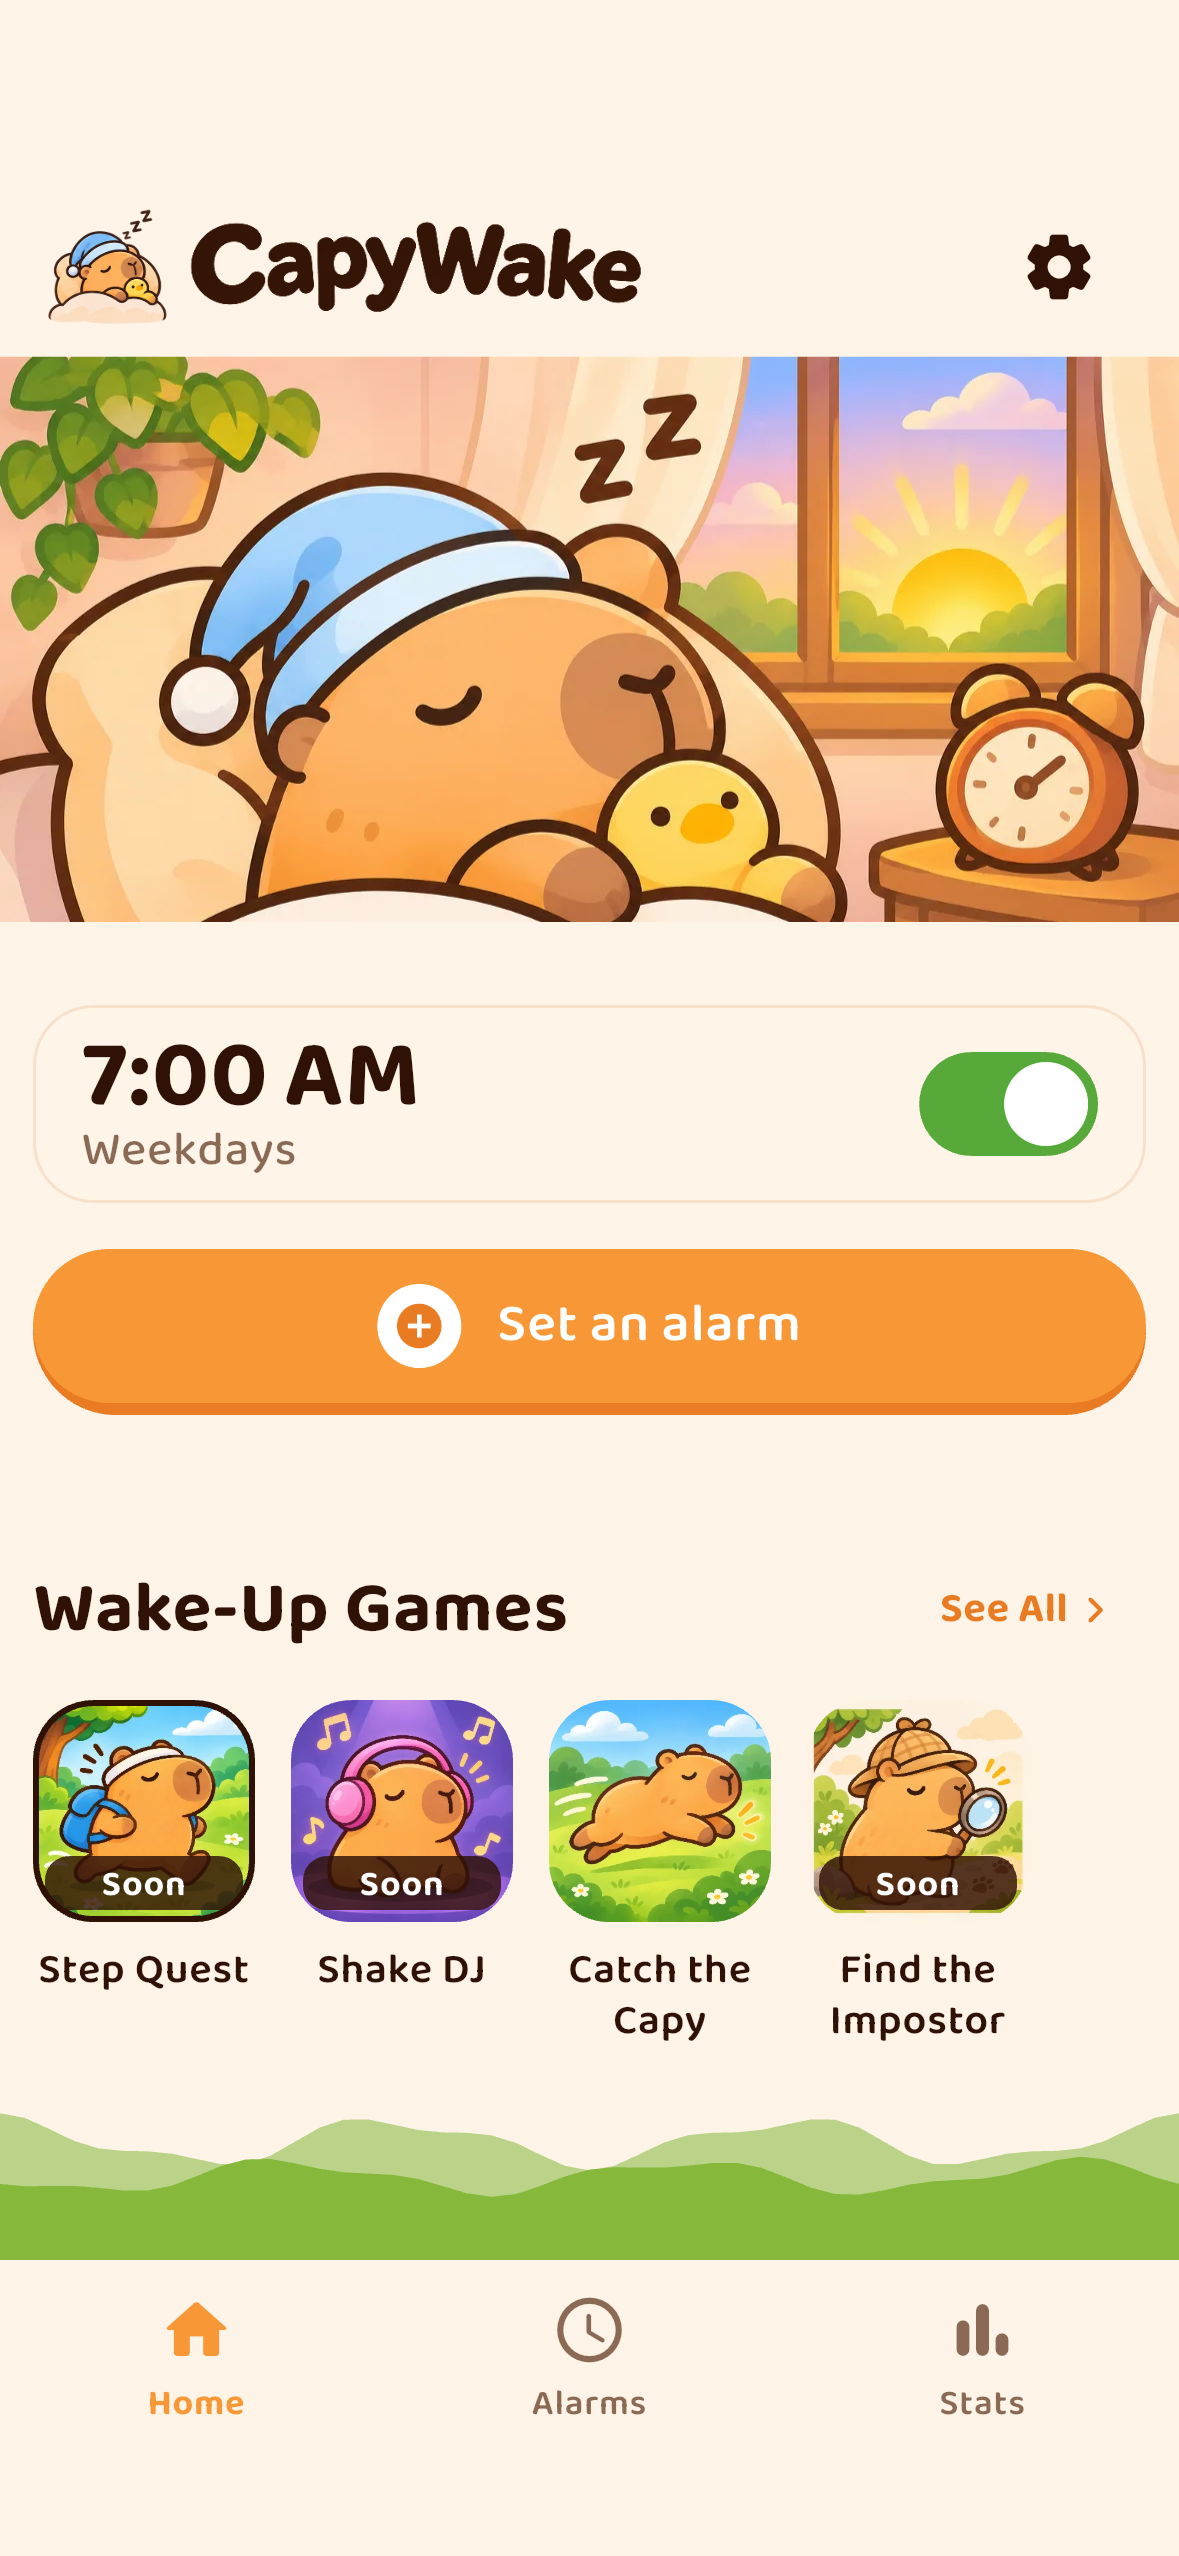 z z z
CapyWake
z z
7:00 AM
Weekdays
Set an alarm
Wake-Up Games
See All
Soon
Soon
Soon
Step Quest
Shake DJ
Catch the
Capy
Find the
Impostor
Home
Alarms
Stats